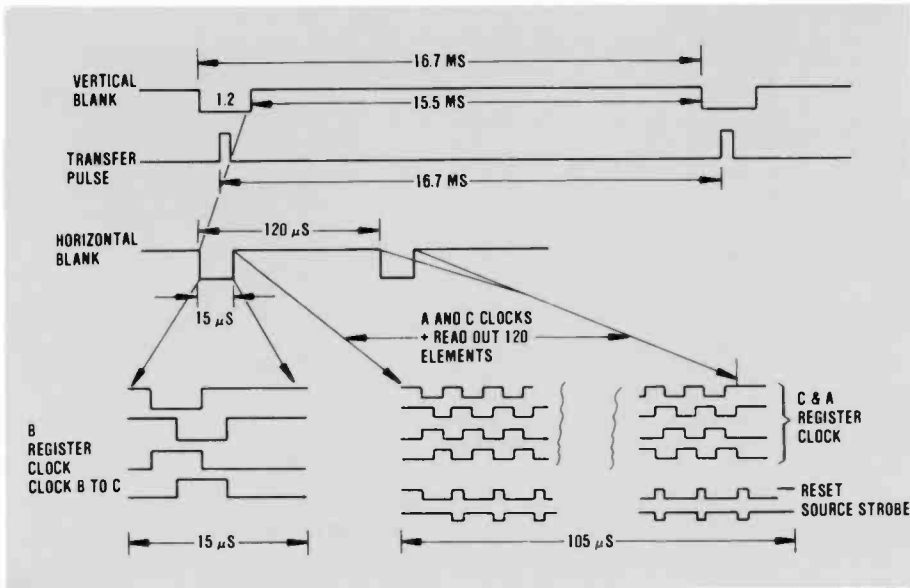 16.7 MS
VERTICAL
BLANK
1.2
15.5 MS
TRANSFER
PULSE
16.7 MS
120 μS
HORIZONTAL
BLANK
15 μS
A AND C CLOCKS
+ READ OUT 120
ELEMENTS
B
REGISTER
CLOCK
CLOCK B TO C
C & A
REGISTER
CLOCK
RESET
SOURCE STROBE
15 μS
105 μS